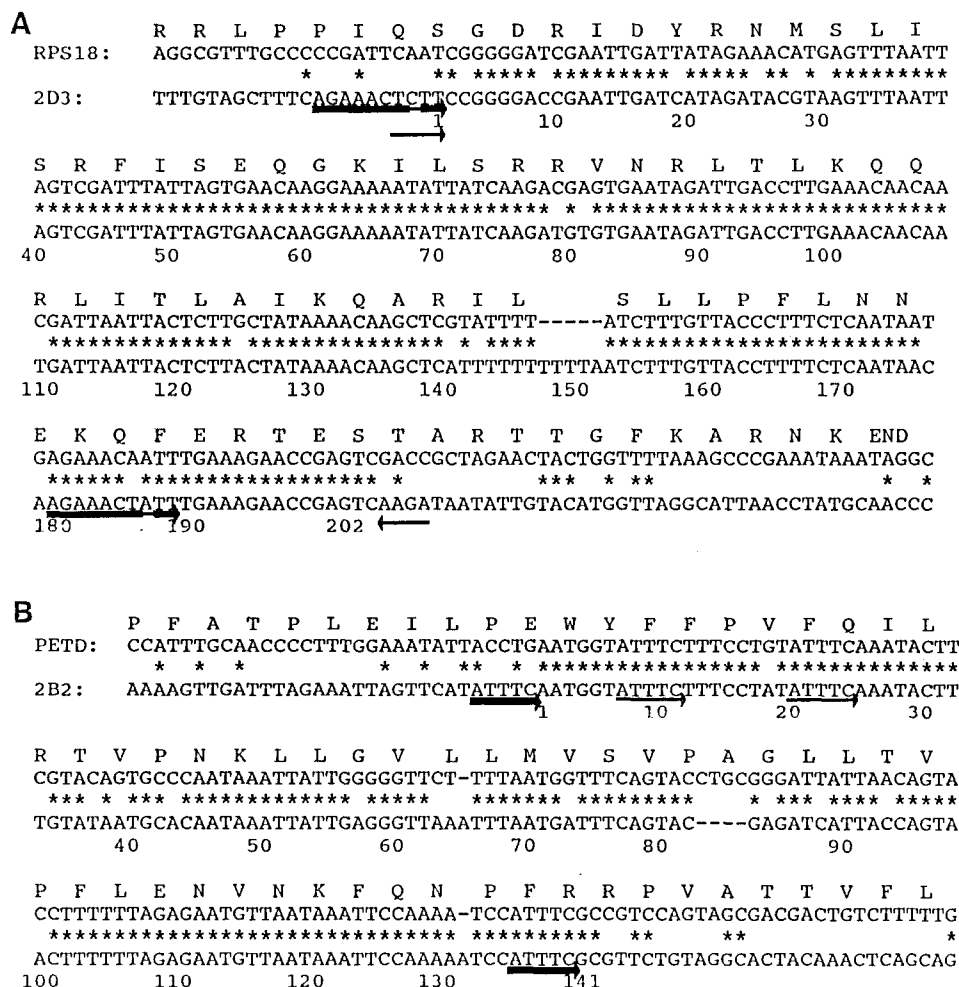 A
R R L P P I Q S G D R I D Y R N M S L I
RPS18: AGGCGTTTGCCCCCGATTCAATCGGGGGATCGAATTGATTATAGAAACATGAGTTTAATT
* * ** ***** *********** ***** ** * **********
2D3: TTTGTAGCTTTCAGAAACTCTTCCGGGGACCGAATTGATCATAGATACGTAAGTTTAATT
1 10 20 30
S R F I S E Q G K I L S R R V N R L T L K Q Q
AGTCGATTTATTAGTGAACAAGGAAAAATATTATCAAGACGAGTGAATAGATTGACCTTGAAACAACAA
*************************************** * ***************************
AGTCGATTTATTAGTGAACAAGGAAAAATATTATCAAGATGTGTGAATAGATTGACCTTGAAACAACAA
40 50 60 70 80 90 100
R L I T L A I K Q A R I L S L L P F L N N
CGATTAATTACTCTTGCTATAAAACAAGCTCGTATTTT-----ATCTTTGTTACCCTTTCTCAATAAT
************** *************** * ***** ************************
TGATTAATTACTCTTACTATAAAACAAGCTCATTTTTTTTTTTAATCTTTGTTACCTTTTCTCAATAAC
110 120 130 140 150 160 170
E K Q F E R T E S T A R T T G F K A R N K END
GAGAAACAATTTGAAAGAACCGAGTCGACCGCTAGAACTACTGGTTTTAAAGCCCGAAATAAATAGGC
****** ****************** * *** * ** * *
AAGAAACTATTTGAAAGAACCGAGTCAAGATAATATTGTACATGGTTAGGCATTAACCTATGCAACCC
180 190 202
B
P F A T P L E I L P E W Y F F P V F Q I L
PETD: CCATTTGCAACCCCTTTGGAAATATTACCTGAATGGTATTTCTTTCCTGTATTTCAAATACTT
* * * * * ** * ***************** ***************
2B2: AAAAGTTGATTTAGAAATTAGTTCATATTTCAATGGTATTTCTTTCCTATATTTCAAATACTT
1 10 20 30
R T V P N K L L G V L L M V S V P A G L L T V
CGTACAGTGCCCAATAAATTATTGGGGGTTCT-TTTAATGGTTTCAGTACCTGCGGGATTATTAACAGTA
*** * *** ************* ***** ******* ********* * *** **** *****
TGTATAATGCACAATAAATTATTGAGGGTTAAATTTAATGATTTCAGTAC----GAGATCATTACCAGTA
40 50 60 70 80 90
P F L E N V N K F Q N P F R R P V A T T V F L
CCTTTTTTAGAGAATGTTAATAAATTCCAAAA-TCCATTTCGCCGTCCAGTAGCGACGACTGTCTTTTTG
******************************* ********** ** ** *
ACTTTTTTAGAGAATGTTAATAAATTCCAAAAATCCATTTCGCGTTCTGTAGGCACTACAAACTCAGCAG
100 110 120 141